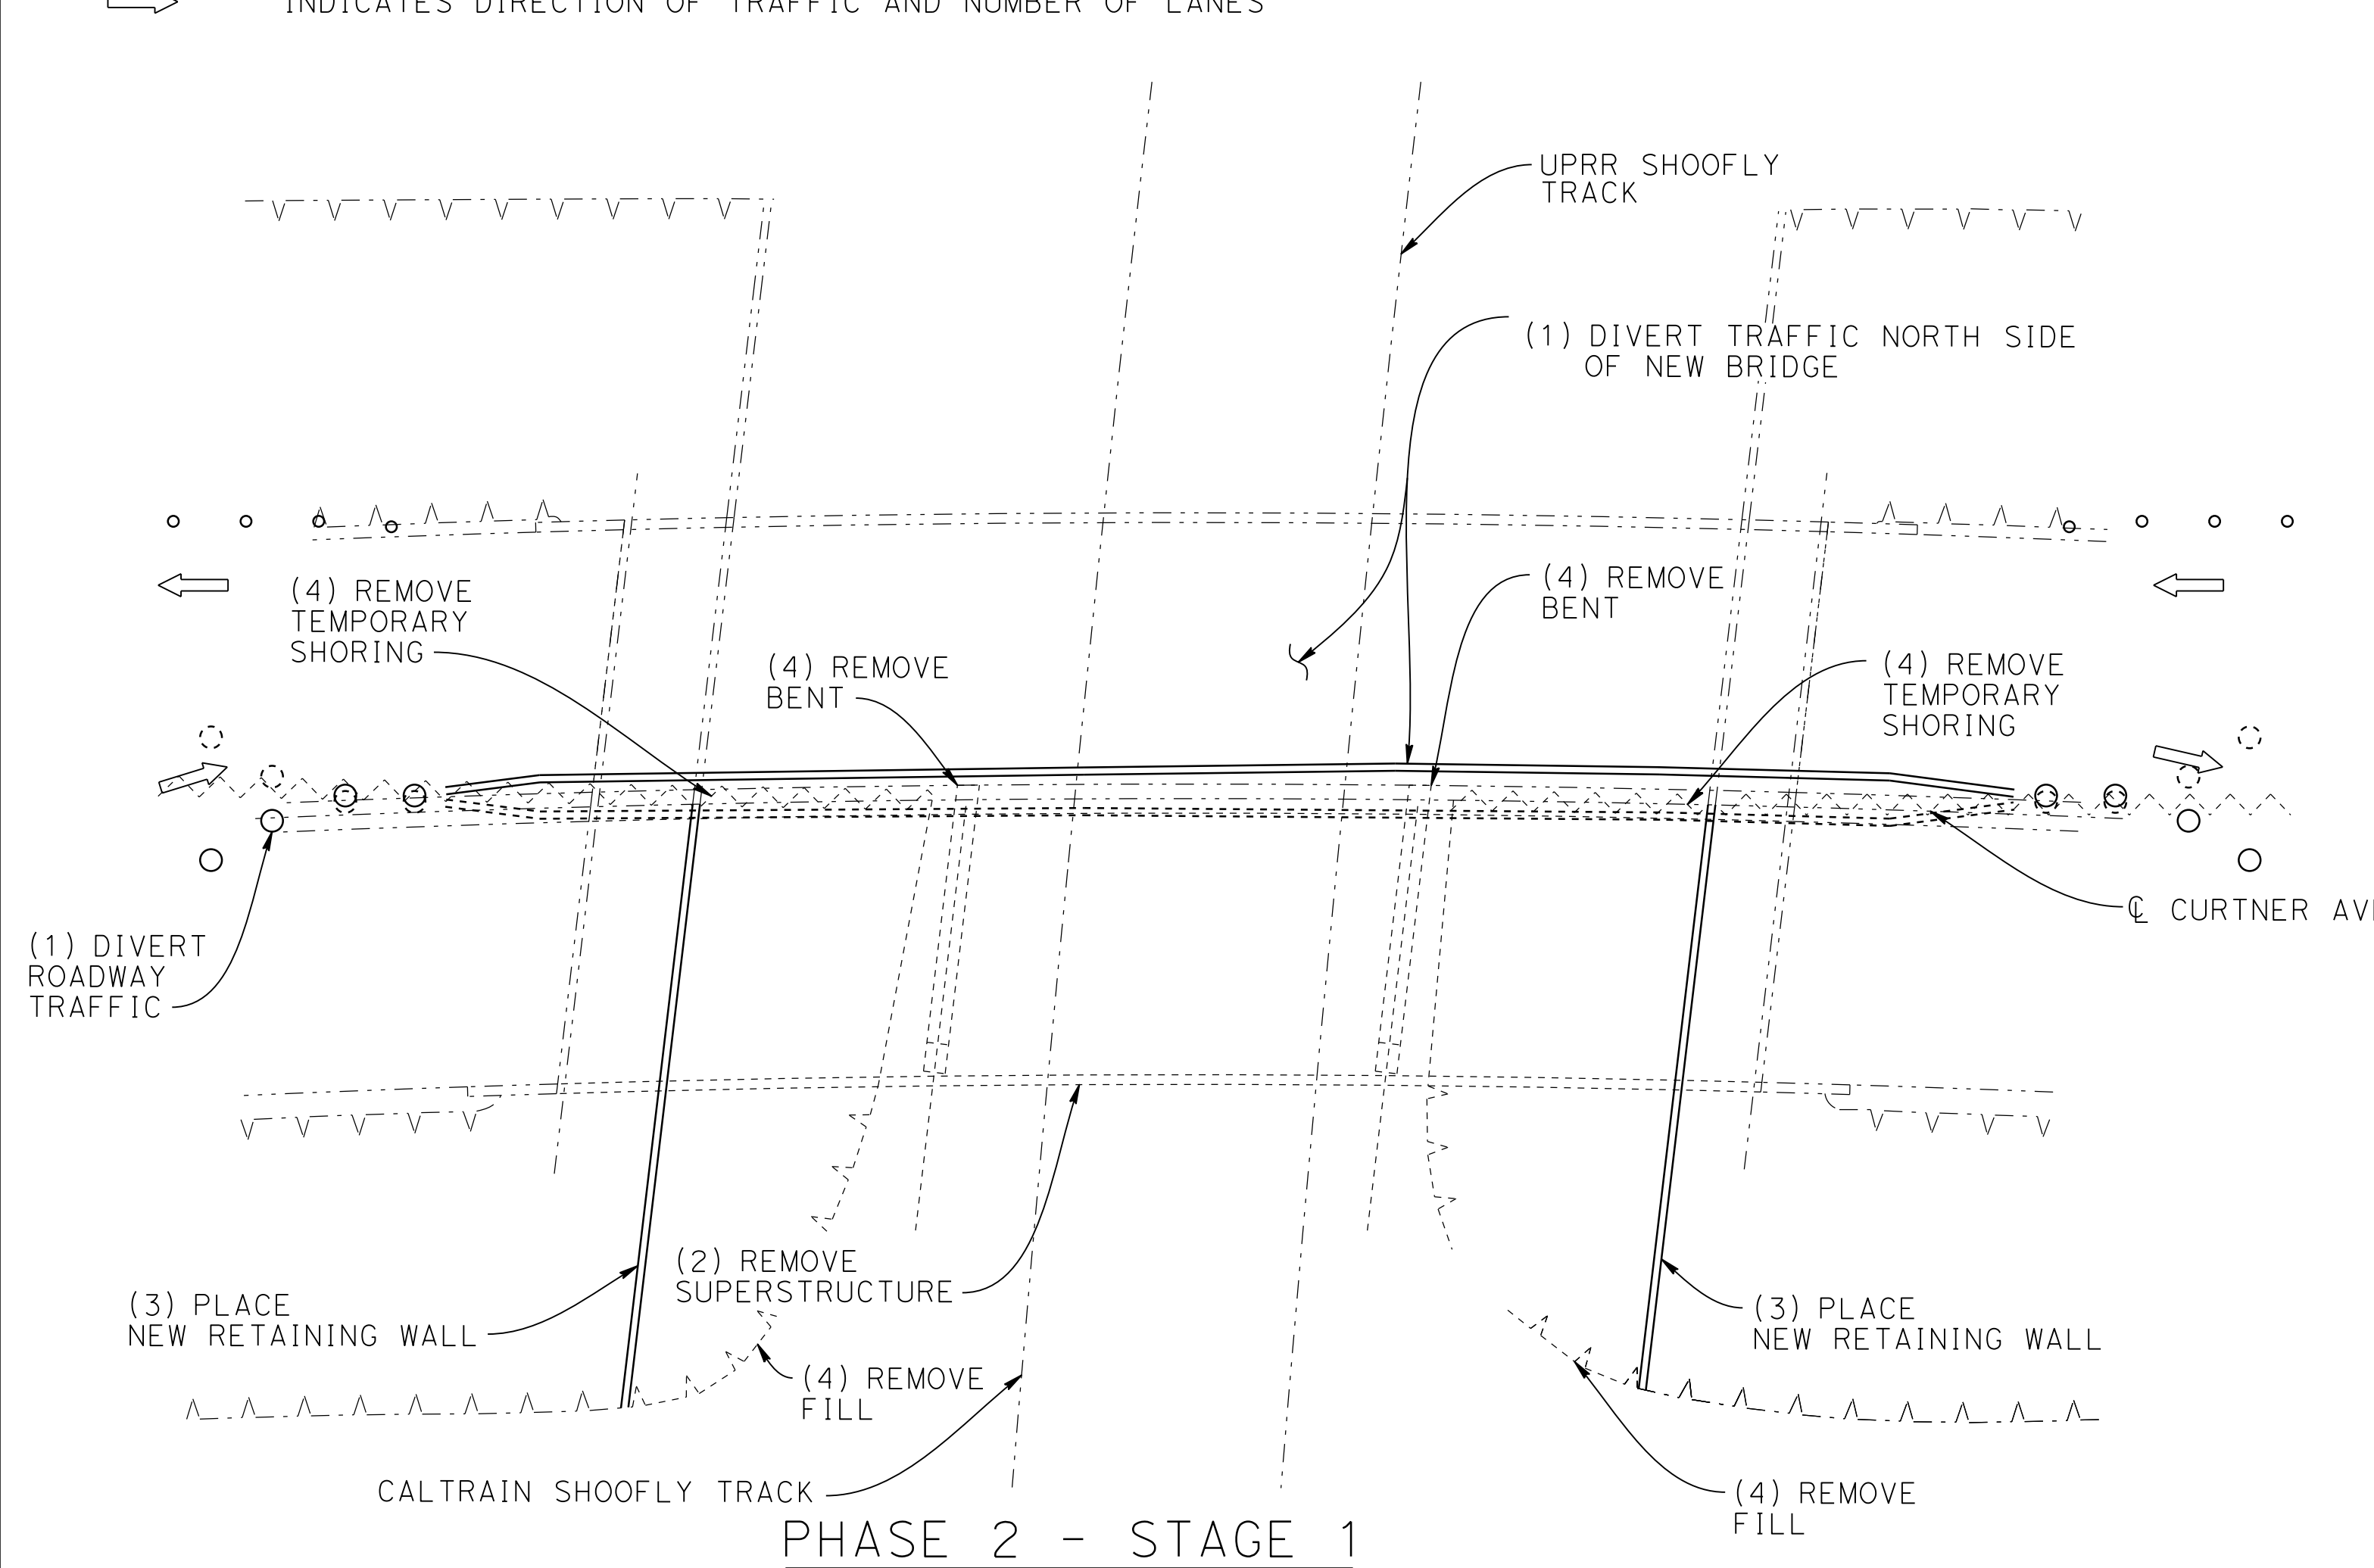 INDICATES DIRECTION OF TRAFFIC AND NUMBER OF LANES
UPRR SHOOFLY
TRACK
(1) DIVERT TRAFFIC NORTH SIDE
OF NEW BRIDGE
(4) REMOVE
TEMPORARY
SHORING
(4) REMOVE
BENT
(4) REMOVE
BENT
(4) REMOVE
TEMPORARY
SHORING
℄ CURTNER AV
(1) DIVERT
ROADWAY
TRAFFIC
(2) REMOVE
SUPERSTRUCTURE
(3) PLACE
NEW RETAINING WALL
(3) PLACE
NEW RETAINING WALL
(4) REMOVE
FILL
CALTRAIN SHOOFLY TRACK
(4) REMOVE
FILL
PHASE 2 - STAGE 1